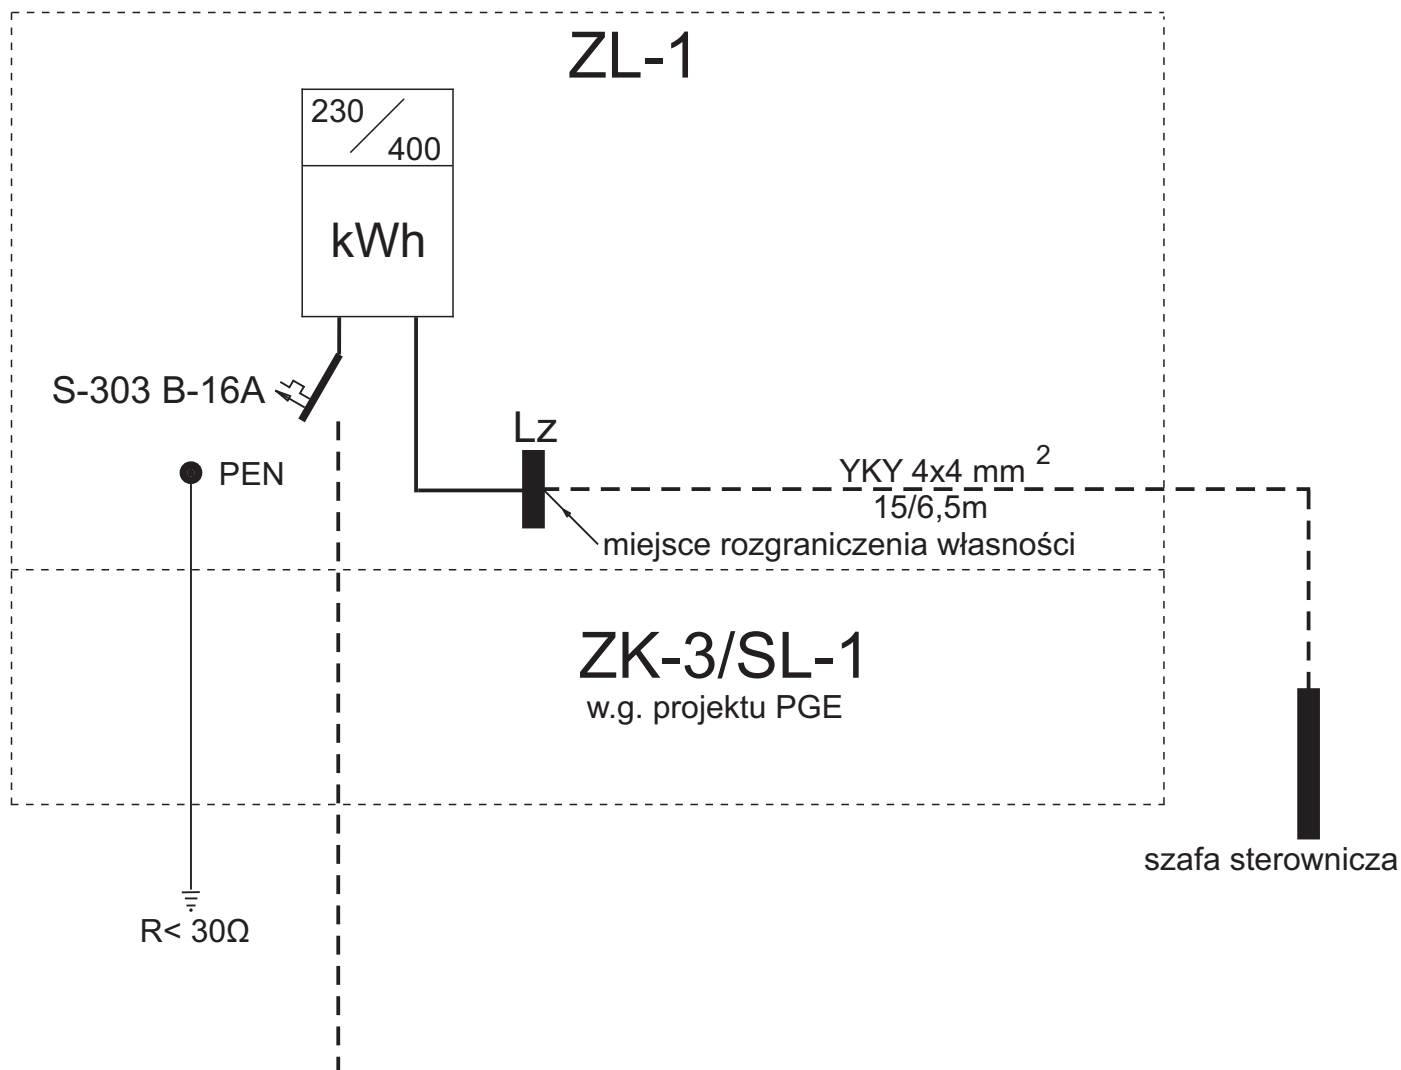 ZL-1
230
400
kWh
S-303 B-16A
Lz
PEN
YKY 4x4 mm 2
15/6,5m
miejsce rozgraniczenia własności
ZK-3/SL-1
w.g. projektu PGE
szafa sterownicza
R< 30Ω